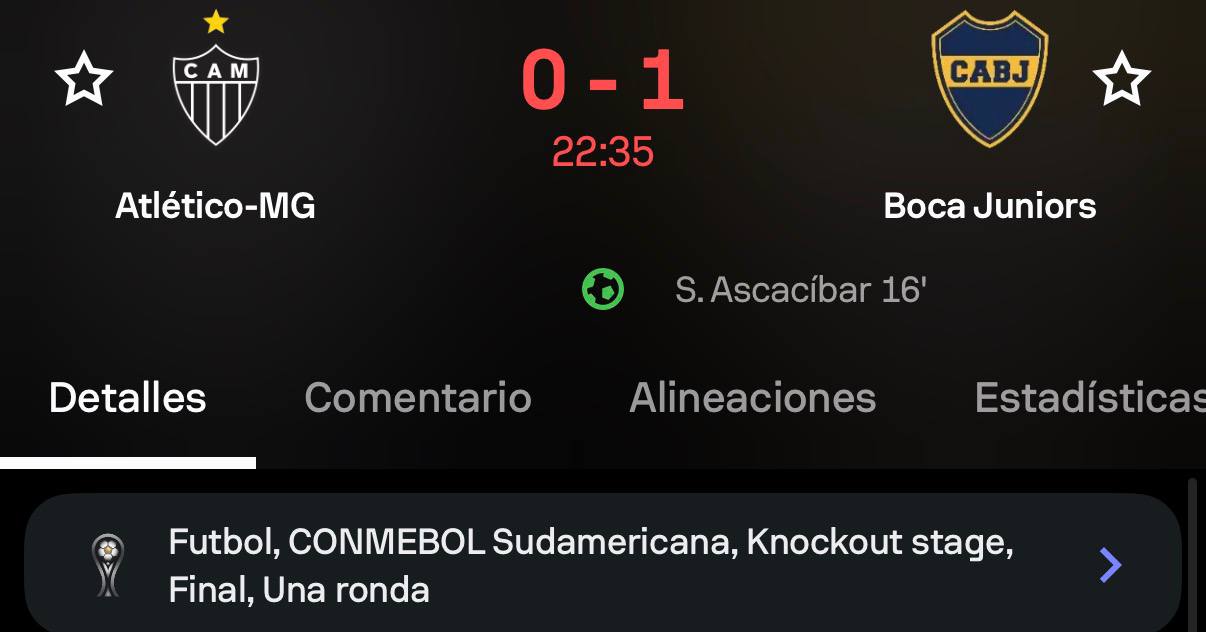 CAM
0 - 1
CABJ
22:35
Atlético-MG
Boca Juniors
S. Ascacíbar 16'
Detalles Comentario Alineaciones Estadísticas
Futbol, CONMEBOL Sudamericana, Knockout stage,
Final, Una ronda